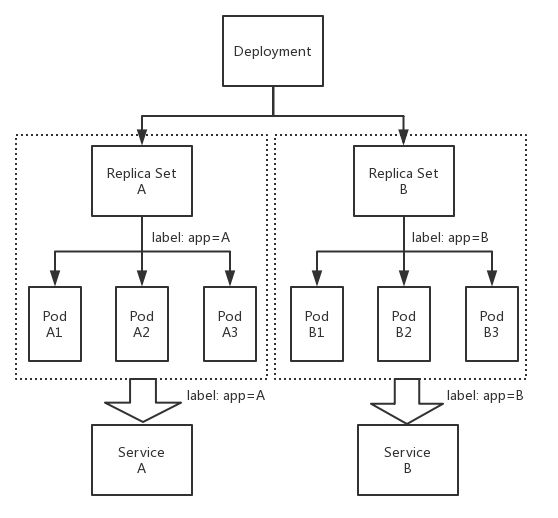 Deployment
Replica Set
A
Replica Set
B
label: app=A
label: app=B
Pod
A1
Pod
A2
Pod
A3
Pod
B1
Pod
B2
Pod
B3
label: app=A
label: app=B
Service
A
Service
B